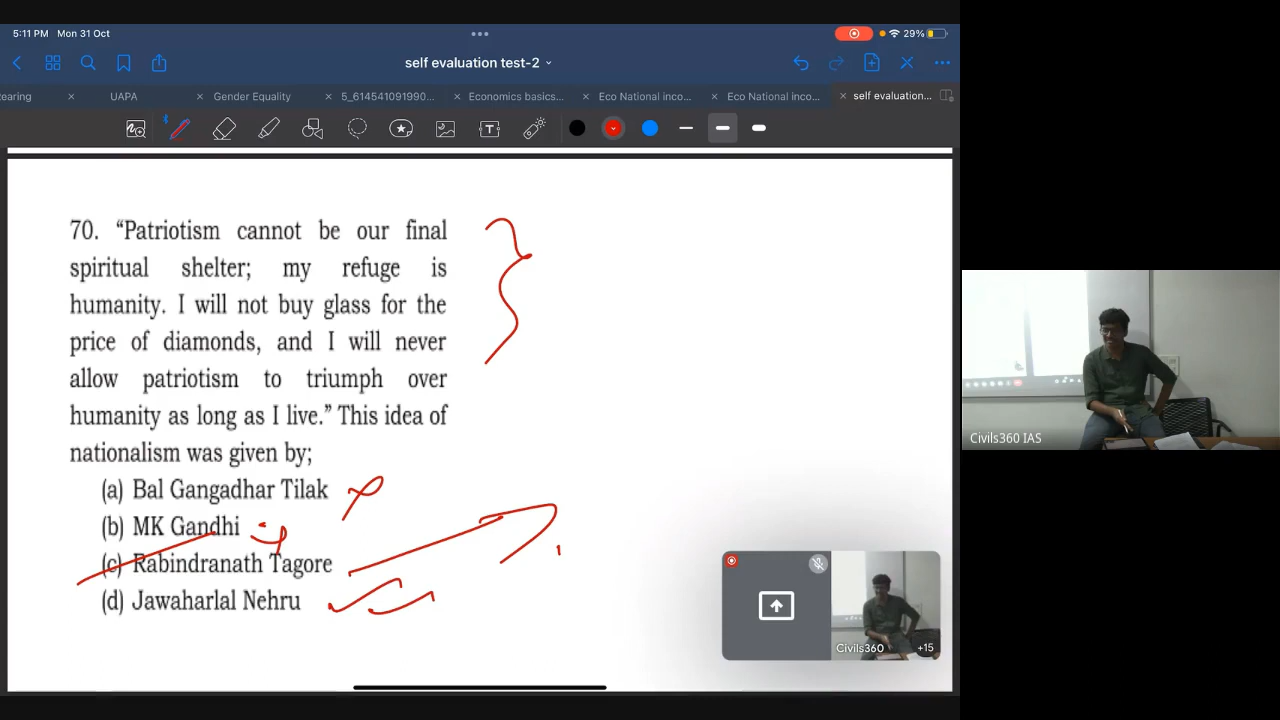 5:11 PM Mon 31 Oct
29%
self evaluation test-2
tearing
UAPA
Gender Equality
5_614541091990...
Economics basics...
Eco National inco...
Eco National inco...
self evaluation...
70. “Patriotism cannot be our final
spiritual shelter; my refuge is
humanity. I will not buy glass for the
price of diamonds, and I will never
allow patriotism to triumph over
humanity as long as I live.” This idea of
nationalism was given by;
(a) Bal Gangadhar Tilak
(b) MK Gandhi
(c) Rabindranath Tagore
(d) Jawaharlal Nehru
Civils360 IAS
Civils360
+15